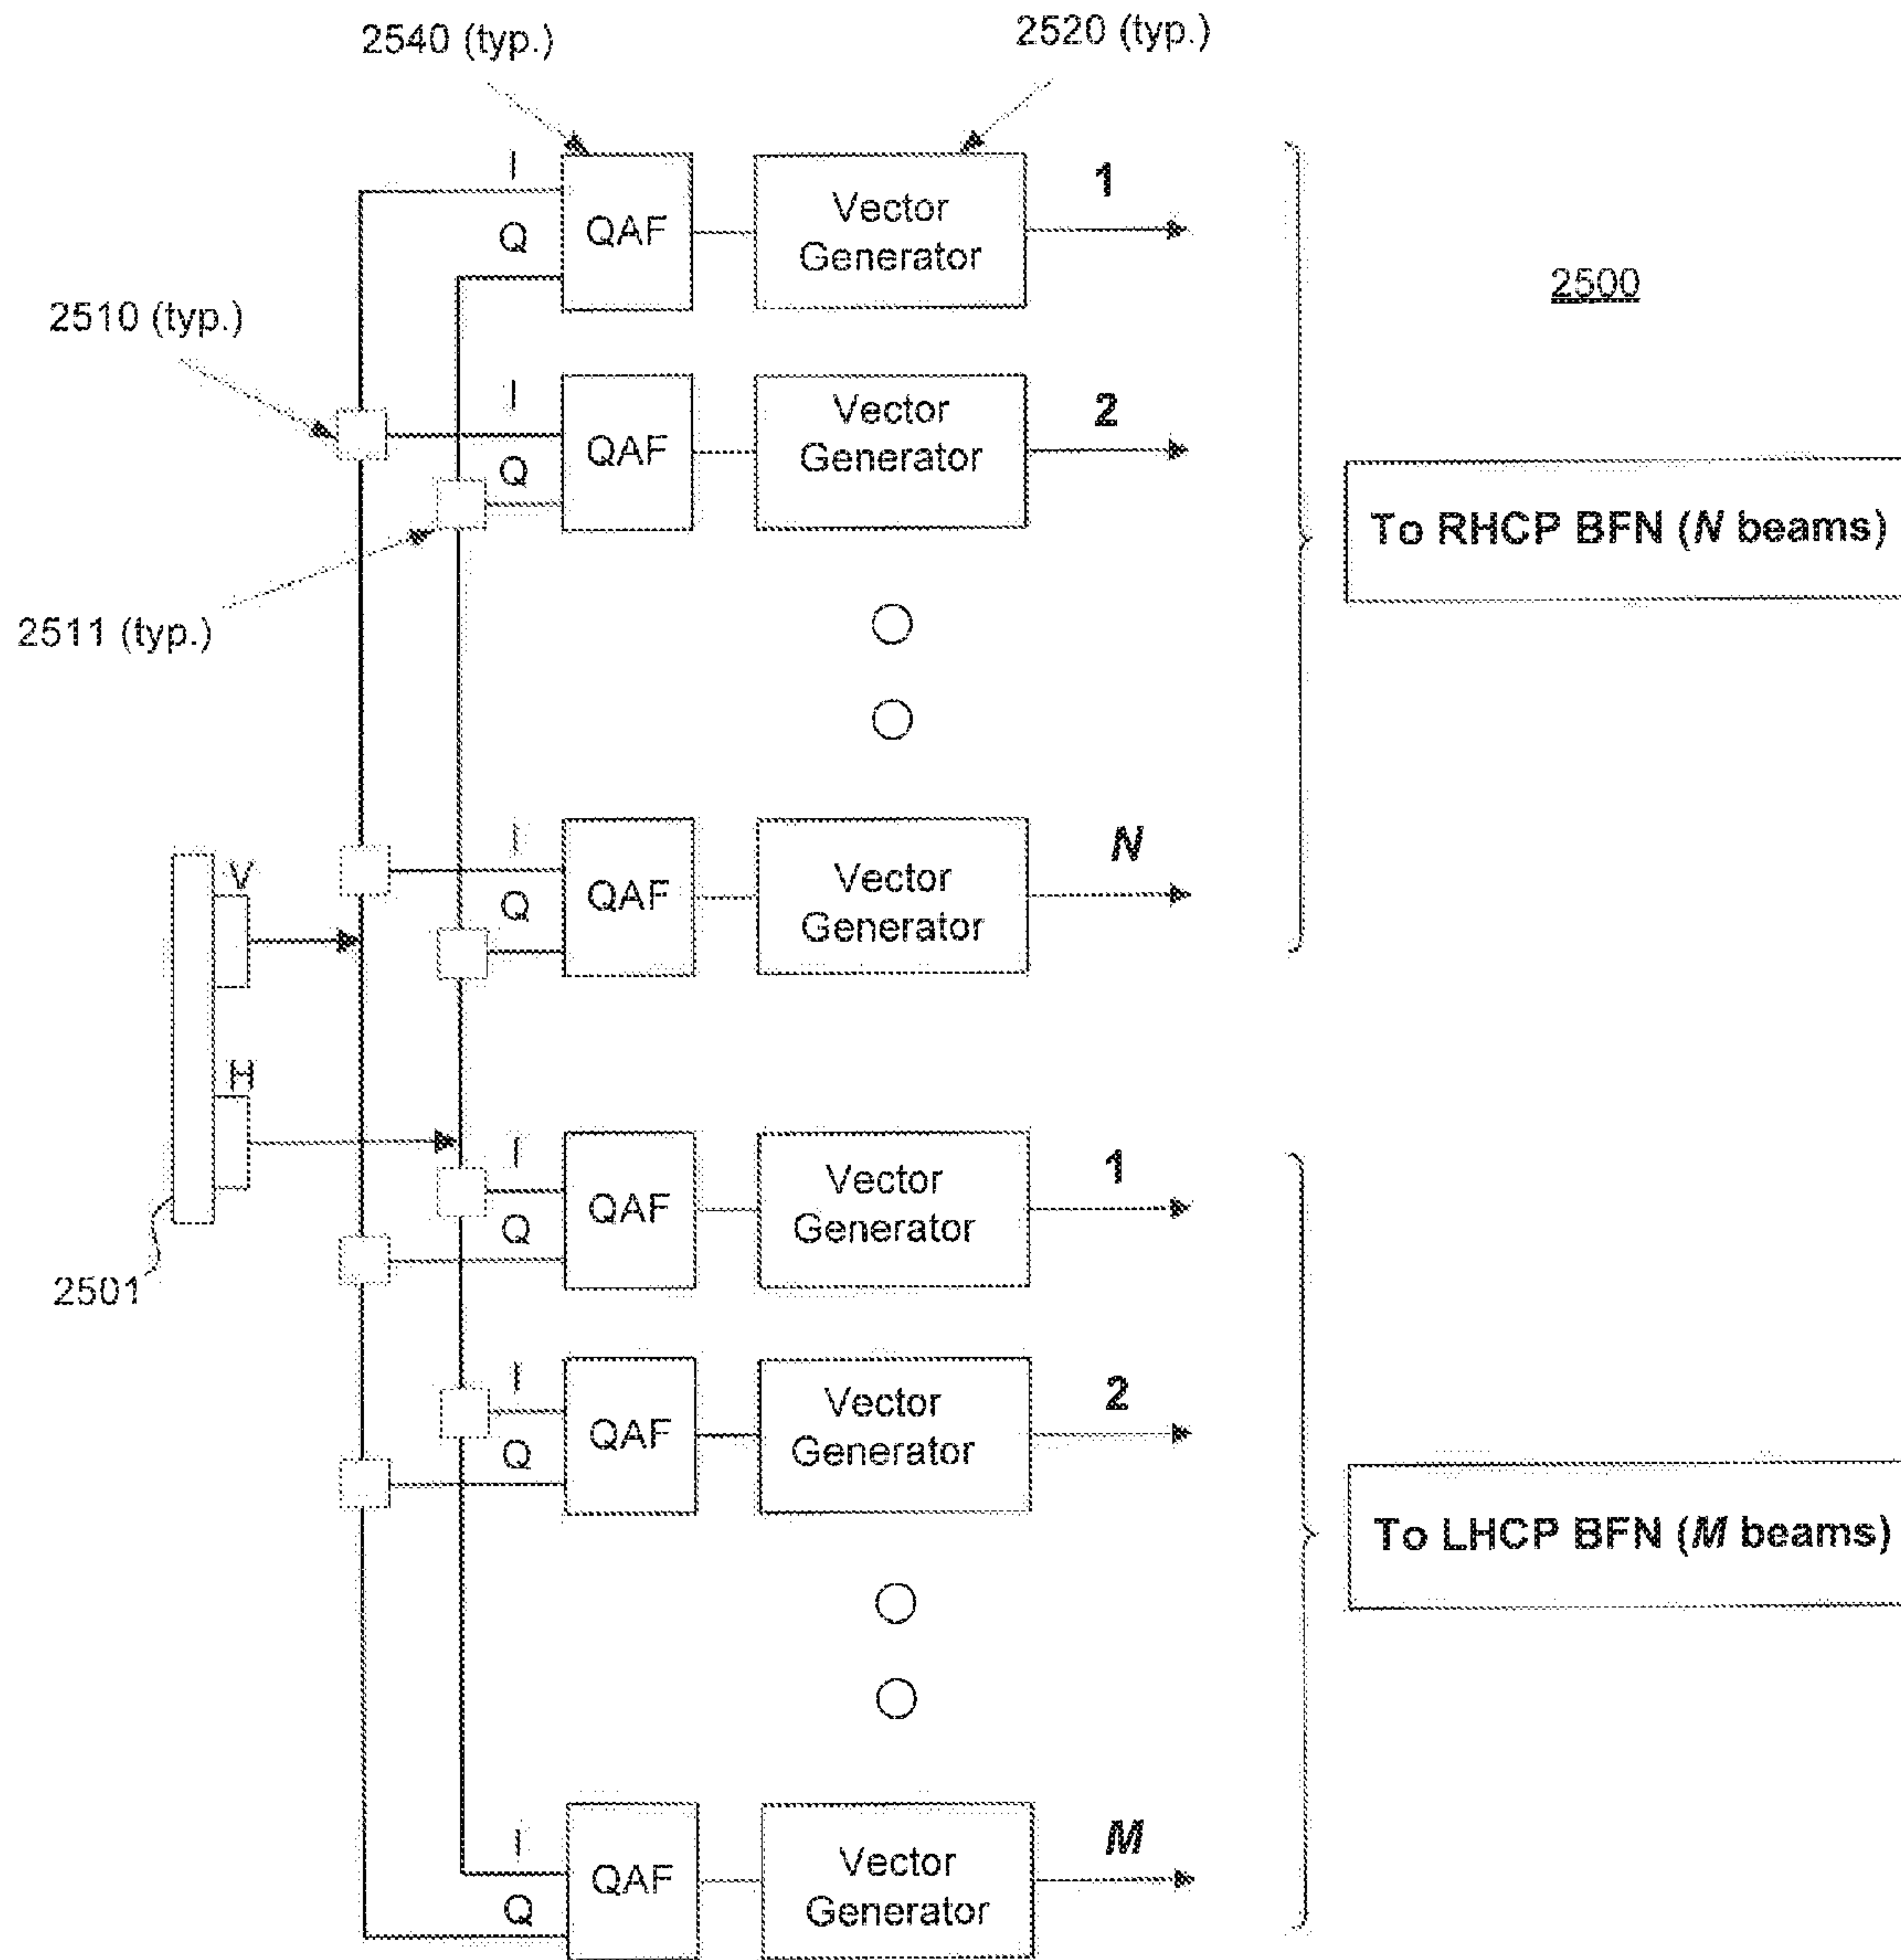 2540 (typ.)
2520 (typ.)
I
Q
QAF
Vector
Generator
1
2500
2510 (typ.)
I
Q
QAF
Vector
Generator
2
To RHCP BFN (N beams)
2511 (typ.)
I
Q
QAF
Vector
Generator
N
V
H
I
Q
QAF
Vector
Generator
1
2501
I
Q
QAF
Vector
Generator
2
To LHCP BFN (M beams)
I
Q
QAF
Vector
Generator
M